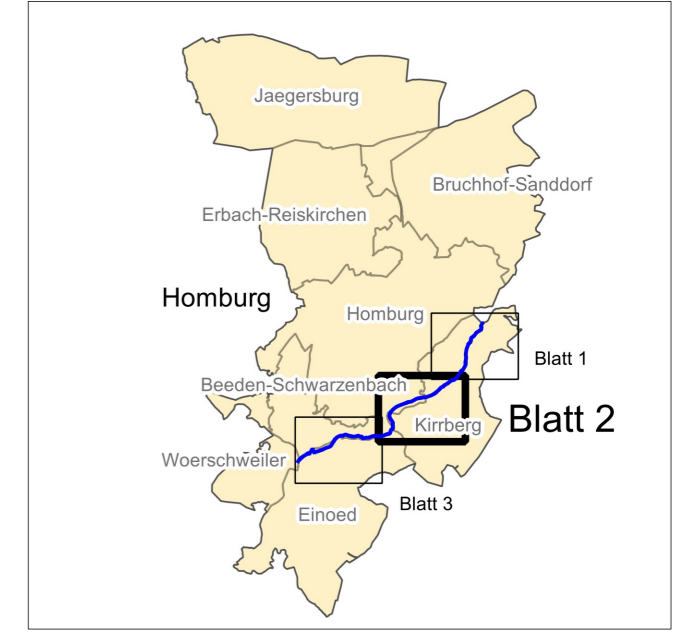 Jaegersburg
Bruchhof-Sanddorf
Erbach-Reiskirchen
Homburg
Homburg
Blatt 1
Beeden-Schwarzenbach
Blatt 2
Kirrberg
Woerschweiler
Blatt 3
Einoed